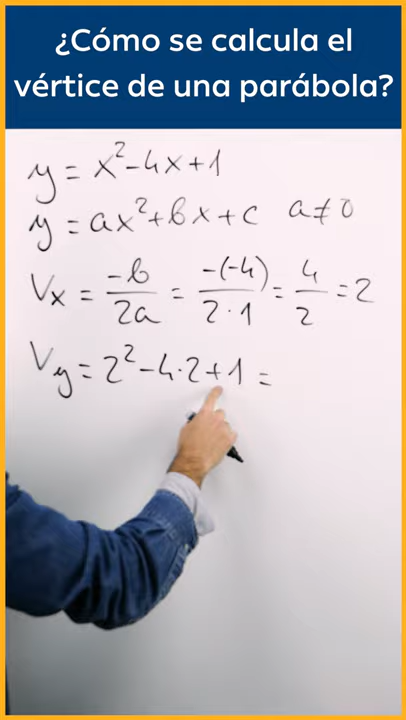 ¿Cómo se calcula el
vértice de una parábola?
y = x²-4x+1
y = ax²+bx+c a≠0
Vx = -b/2a = -(-4)/2·1 = 4/2 = 2
Vy = 2²-4·2+1 =